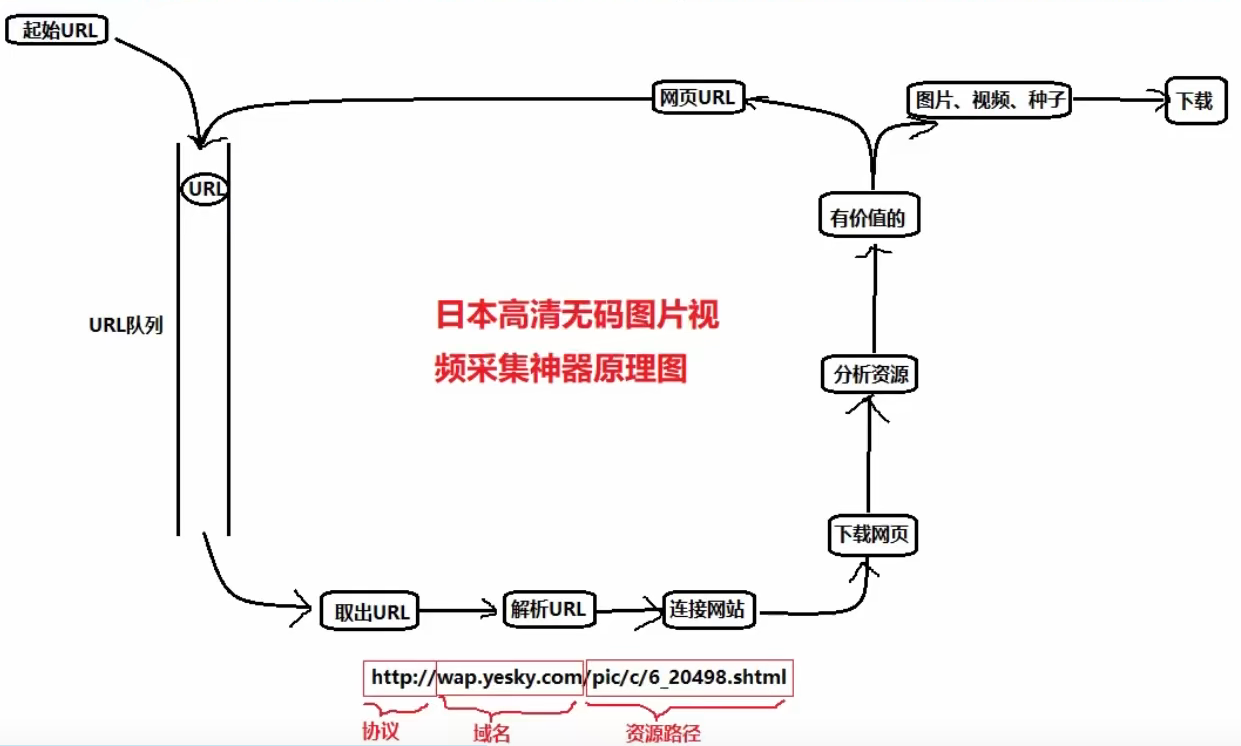 起始URL
网页URL
图片、视频、种子
下载
URL
有价值的
日本高清无码图片视
频采集神器原理图
URL队列
分析资源
下载网页
取出URL
解析URL
连接网站
http://wap.yesky.com/pic/c/6_20498.shtml
协议
域名
资源路径